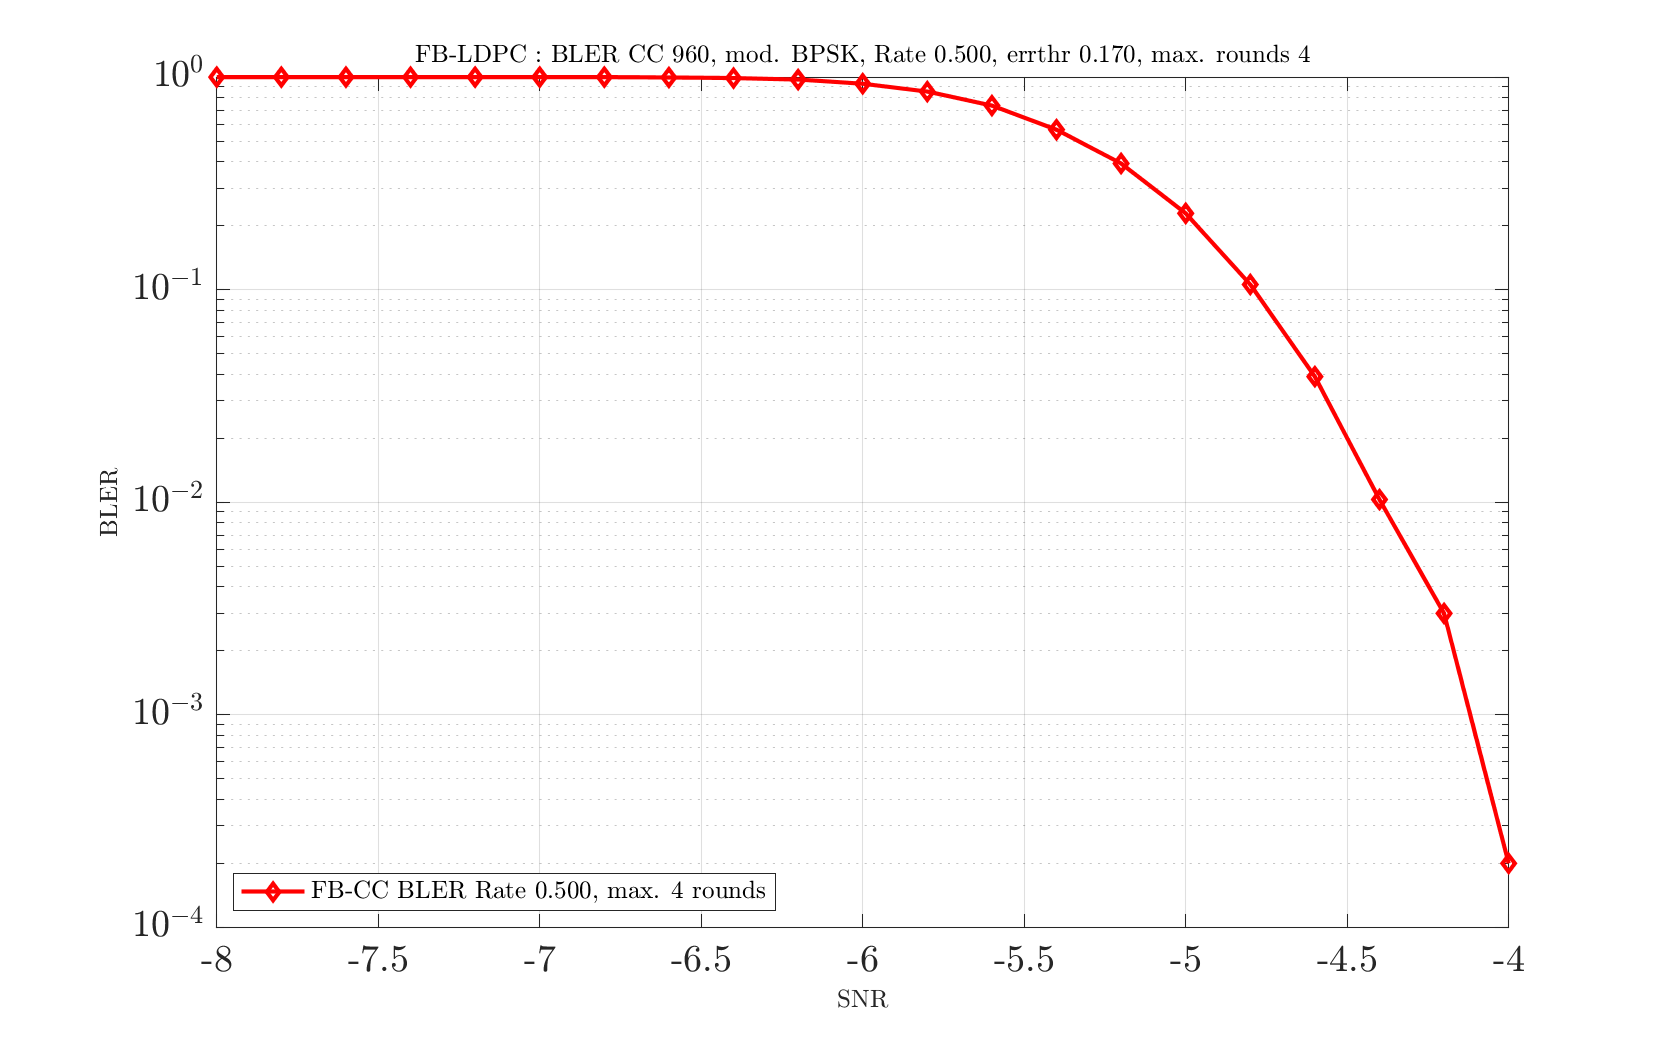 FB-LDPC : BLER CC 960, mod. BPSK, Rate 0.500, errthr 0.170, max. rounds 4
10^0
10^{-1}
10^{-2}
10^{-3}
10^{-4}
BLER
FB-CC BLER Rate 0.500, max. 4 rounds
-8 -7.5 -7 -6.5 -6 -5.5 -5 -4.5 -4
SNR